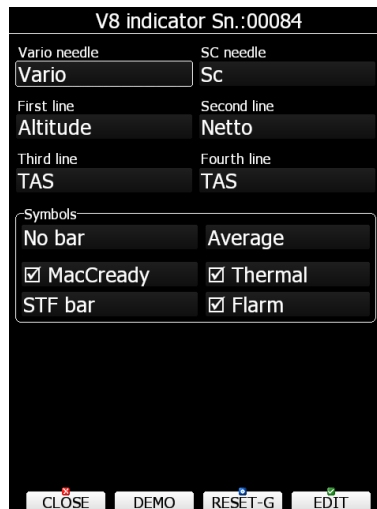 V8 indicator Sn.:00084
Vario needle SC needle
Vario Sc
First line Second line
Altitude Netto
Third line Fourth line
TAS TAS
Symbols
No bar Average
MacCready Thermal
STF bar Flarm
CLOSE DEMO RESET-G EDIT